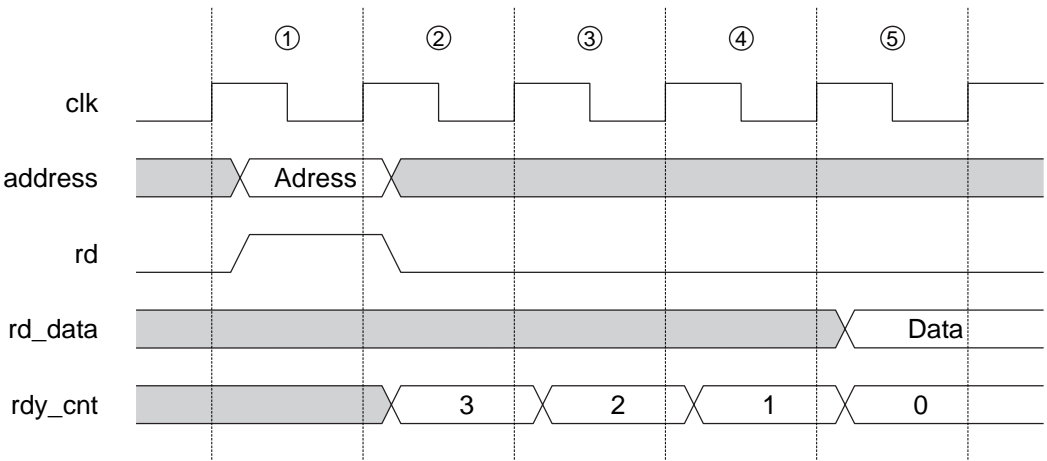 ① ② ③ ④ ⑤
clk
address Adress
rd
rd_data Data
rdy_cnt 3 2 1 0